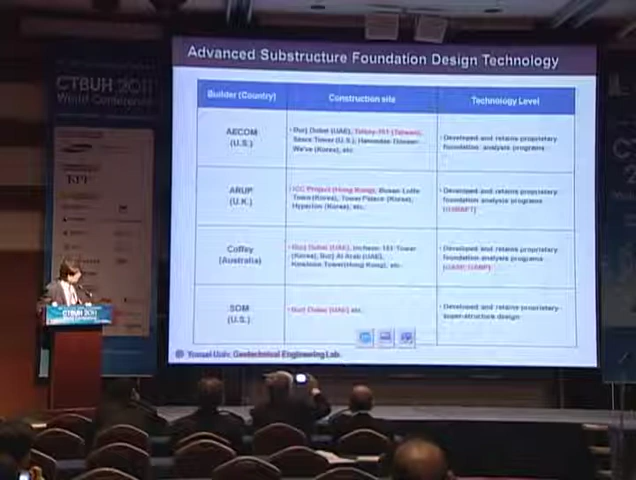 Advanced Substructure Foundation Design Technology
Builder (Country)
Construction site
Technology Level
AECOM
(U.S.)
Burj Dubai (UAE), Taipei-101 (Taiwan),
Sears Tower (U.S.), Hanwha-Thiven
We've (Korea), etc
Developed and retains proprietary
foundation analysis programs
ARUP
(U.K.)
ICC Project (Hong Kong), Busan Lotte
Town (Korea), Tower Palace (Korea),
Hyperion (Korea), etc.
Developed and retains proprietary
foundation analysis programs
Coffey
(Australia)
Burj Dubai (UAE), Incheon 151 Tower
(Korea), Burj Al Arab (UAE),
Tower(Hong Kong), etc
Developed and retains proprietary
foundation analysis programs
SOM
(U.S.)
Burj Dubai (UAE) etc.
Developed and retains proprietary
super-structure design
Yonsei Univ. Geotechnical Engineering Lab.
CTBUH 2011
World Conference
KPF
CTBUH 2011